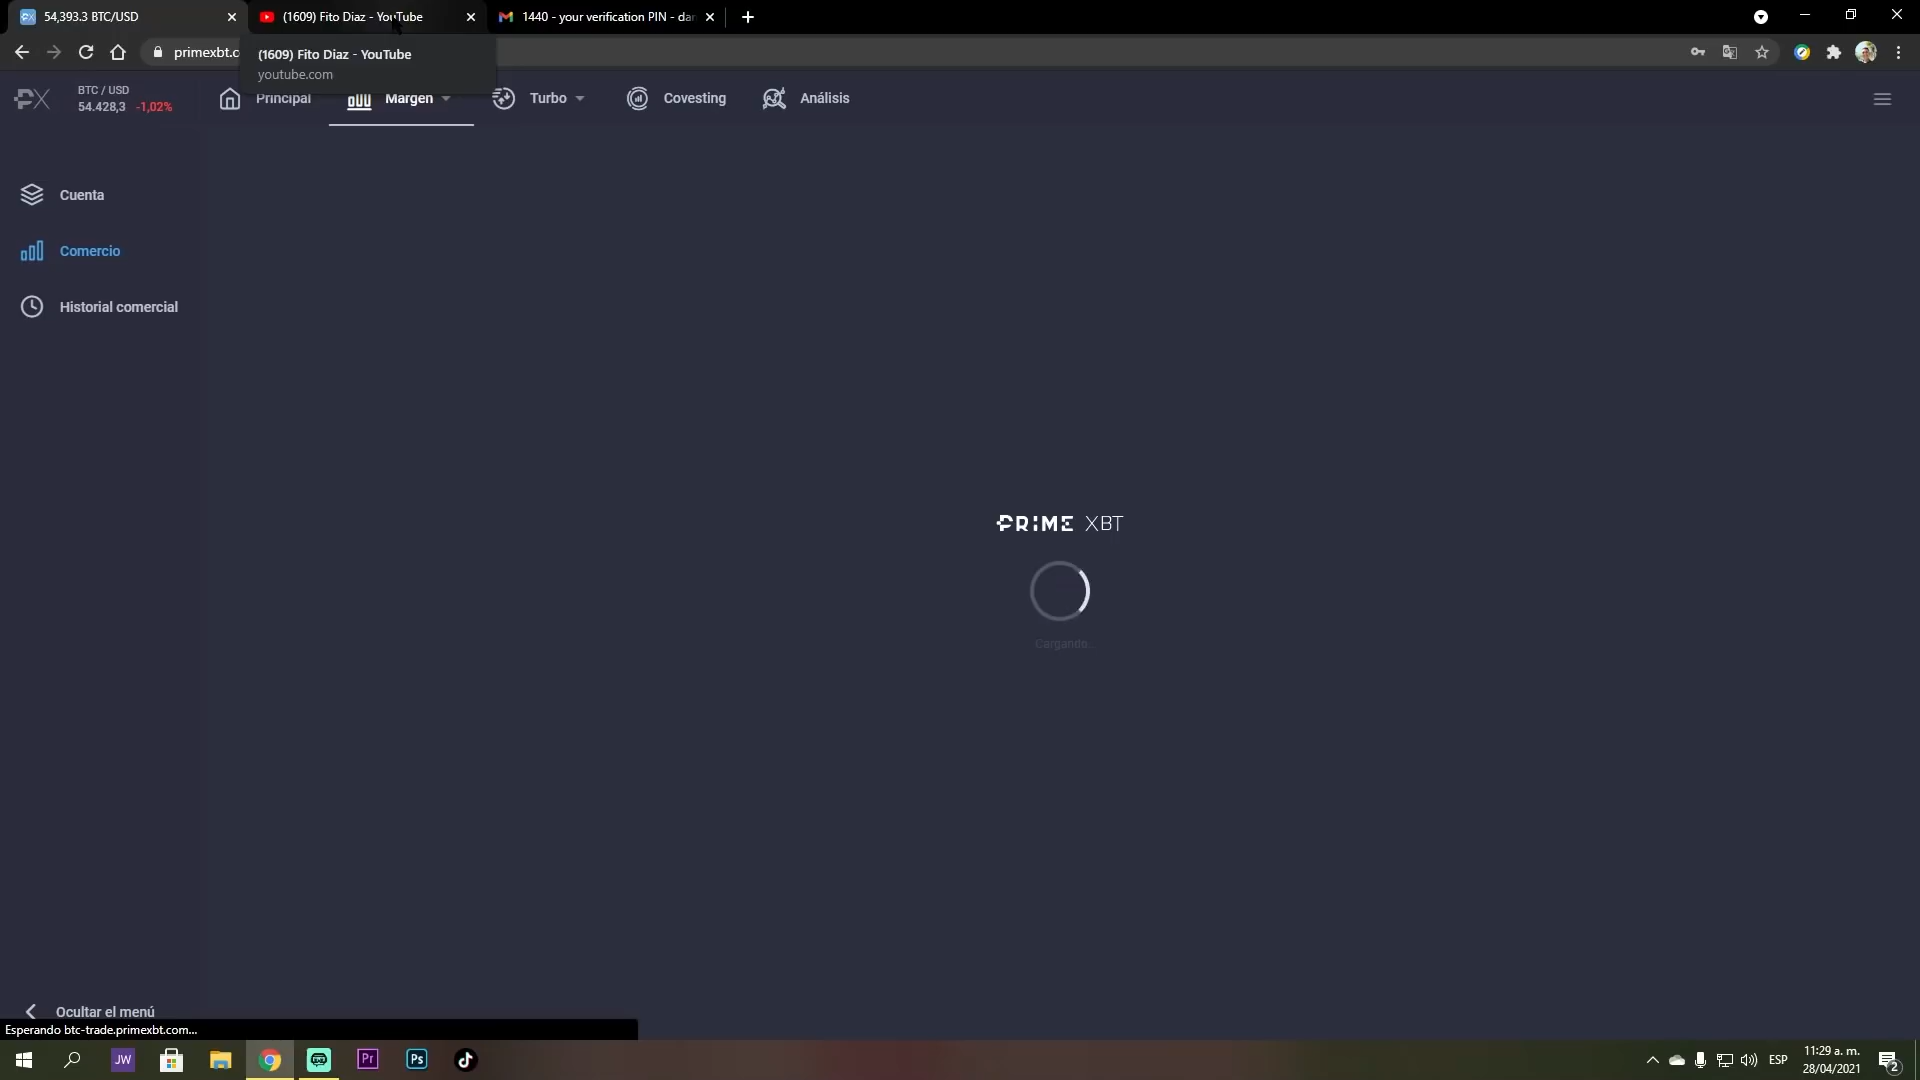 54,393.3 BTC/USD
(1609) Fito Diaz - YouTube
1440 - your verification PIN - da
primexbt.c
(1609) Fito Diaz - YouTube
youtube.com
PX
BTC / USD
54.428,3 -1,02%
Principal
Margen
Turbo
Covesting
Análisis
Cuenta
Comercio
Historial comercial
PRIME XBT
Cargando...
Ocultar el menú
Esperando btc-trade.primexbt.com...
JW
Pr
Ps
ESP
11:29 a. m.
28/04/2021
2